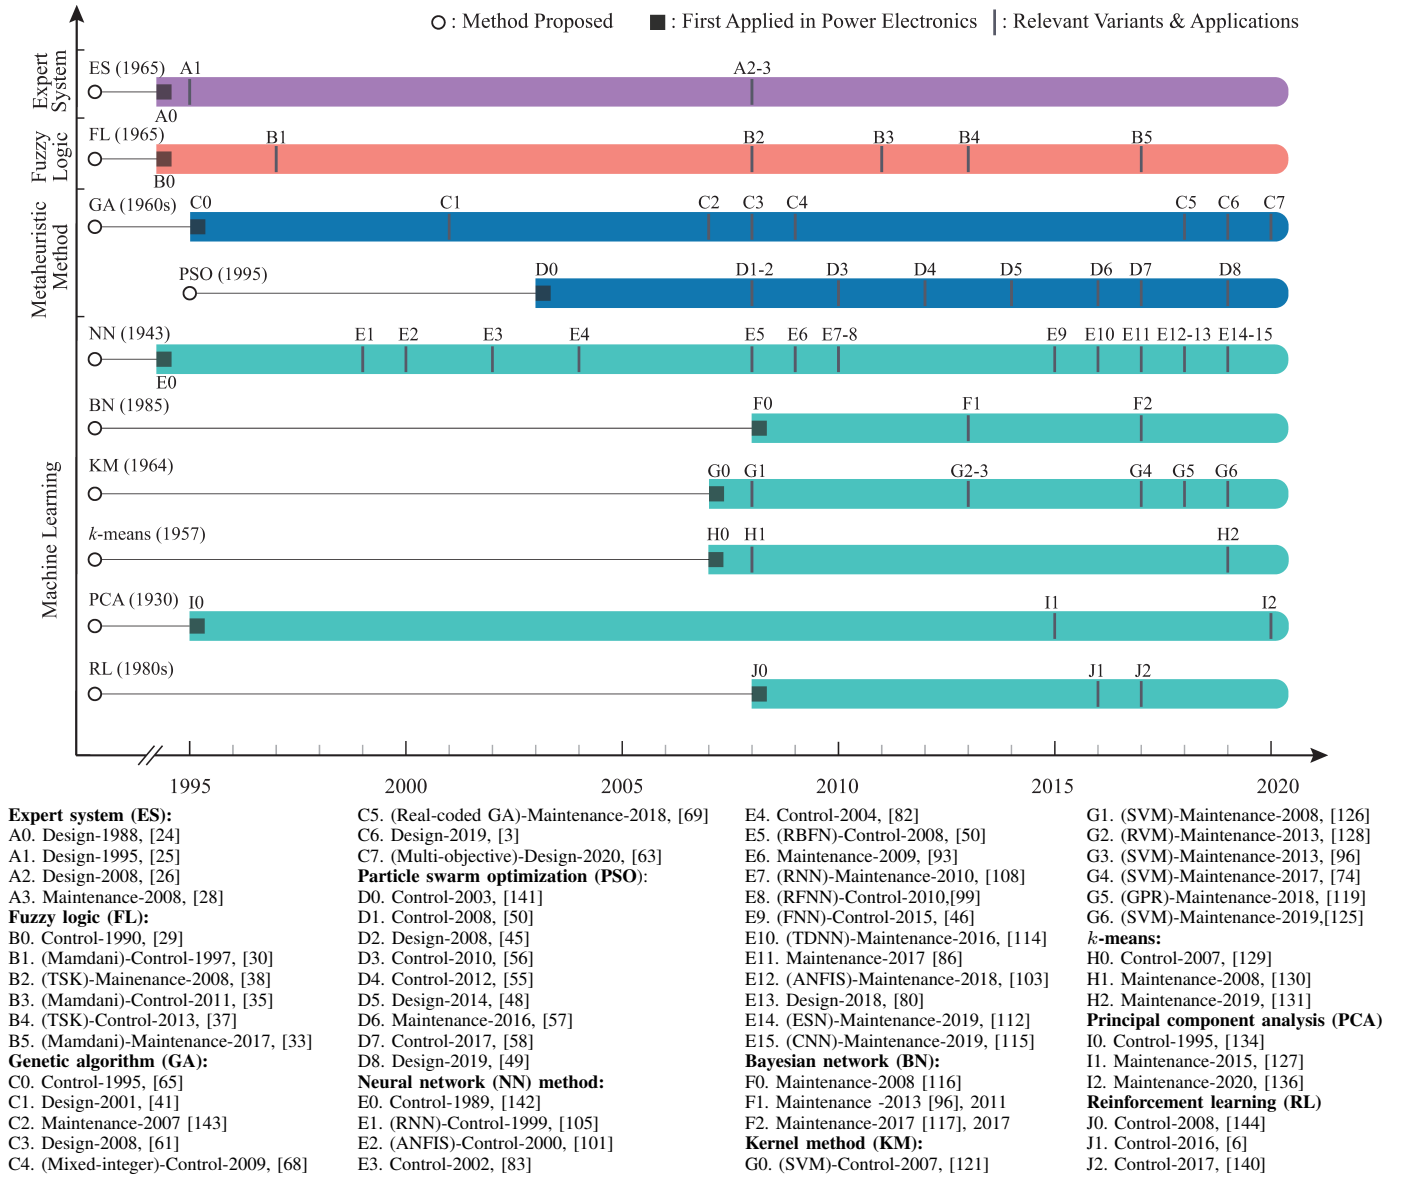 : Method Proposed
: First Applied in Power Electronics
: Relevant Variants & Applications
Expert
System
ES (1965)
A1
A2-3
A0
Fuzzy
Logic
FL (1965)
B1
B2
B3
B4
B5
B0
Metaheuristic
Method
GA (1960s)
C0
C1
C2
C3
C4
C5
C6
C7
PSO (1995)
D0
D1-2
D3
D4
D5
D6
D7
D8
Machine Learning
NN (1943)
E1
E2
E3
E4
E5
E6
E7-8
E9
E10
E11
E12-13
E14-15
E0
BN (1985)
F0
F1
F2
KM (1964)
G0
G1
G2-3
G4
G5
G6
k-means (1957)
H0
H1
H2
PCA (1930)
I0
I1
I2
RL (1980s)
J0
J1
J2
1995
2000
2005
2010
2015
2020
Expert system (ES):
A0. Design-1988, [24]
A1. Design-1995, [25]
A2. Design-2008, [26]
A3. Maintenance-2008, [28]
Fuzzy logic (FL):
B0. Control-1990, [29]
B1. (Mamdani)-Control-1997, [30]
B2. (TSK)-Mainenance-2008, [38]
B3. (Mamdani)-Control-2011, [35]
B4. (TSK)-Control-2013, [37]
B5. (Mamdani)-Maintenance-2017, [33]
Genetic algorithm (GA):
C0. Control-1995, [65]
C1. Design-2001, [41]
C2. Maintenance-2007 [143]
C3. Design-2008, [61]
C4. (Mixed-integer)-Control-2009, [68]
C5. (Real-coded GA)-Maintenance-2018, [69]
C6. Design-2019, [3]
C7. (Multi-objective)-Design-2020, [63]
Particle swarm optimization (PSO):
D0. Control-2003, [141]
D1. Control-2008, [50]
D2. Design-2008, [45]
D3. Control-2010, [56]
D4. Control-2012, [55]
D5. Design-2014, [48]
D6. Maintenance-2016, [57]
D7. Control-2017, [58]
D8. Design-2019, [49]
Neural network (NN) method:
E0. Control-1989, [142]
E1. (RNN)-Control-1999, [105]
E2. (ANFIS)-Control-2000, [101]
E3. Control-2002, [83]
E4. Control-2004, [82]
E5. (RBFN)-Control-2008, [50]
E6. Maintenance-2009, [93]
E7. (RNN)-Maintenance-2010, [108]
E8. (RFNN)-Control-2010,[99]
E9. (FNN)-Control-2015, [46]
E10. (TDNN)-Maintenance-2016, [114]
E11. Maintenance-2017 [86]
E12. (ANFIS)-Maintenance-2018, [103]
E13. Design-2018, [80]
E14. (ESN)-Maintenance-2019, [112]
E15. (CNN)-Maintenance-2019, [115]
Bayesian network (BN):
F0. Maintenance-2008 [116]
F1. Maintenance -2013 [96], 2011
F2. Maintenance-2017 [117], 2017
Kernel method (KM):
G0. (SVM)-Control-2007, [121]
G1. (SVM)-Maintenance-2008, [126]
G2. (RVM)-Maintenance-2013, [128]
G3. (SVM)-Maintenance-2013, [96]
G4. (SVM)-Maintenance-2017, [74]
G5. (GPR)-Maintenance-2018, [119]
G6. (SVM)-Maintenance-2019,[125]
k-means:
H0. Control-2007, [129]
H1. Maintenance-2008, [130]
H2. Maintenance-2019, [131]
Principal component analysis (PCA)
I0. Control-1995, [134]
I1. Maintenance-2015, [127]
I2. Maintenance-2020, [136]
Reinforcement learning (RL)
J0. Control-2008, [144]
J1. Control-2016, [6]
J2. Control-2017, [140]